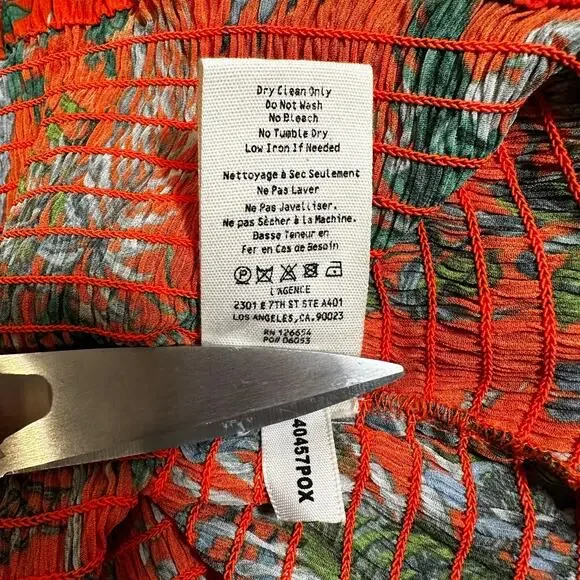 Dry Clean Only
Do Not Wash
No Bleach
No Tumble Dry
Low Iron If Needed
Nettoyage à Sec Seulement
Ne Pas Laver
Ne Pas Javelliser.
Ne pas Sècher à la Machine.
Basse Teneur en
Fer en Cas de Besoin
L'AGENCE
2301 E 7TH ST STE A401
LOS ANGELES,CA.90023
RN 126654
PO# 06053
40457POX